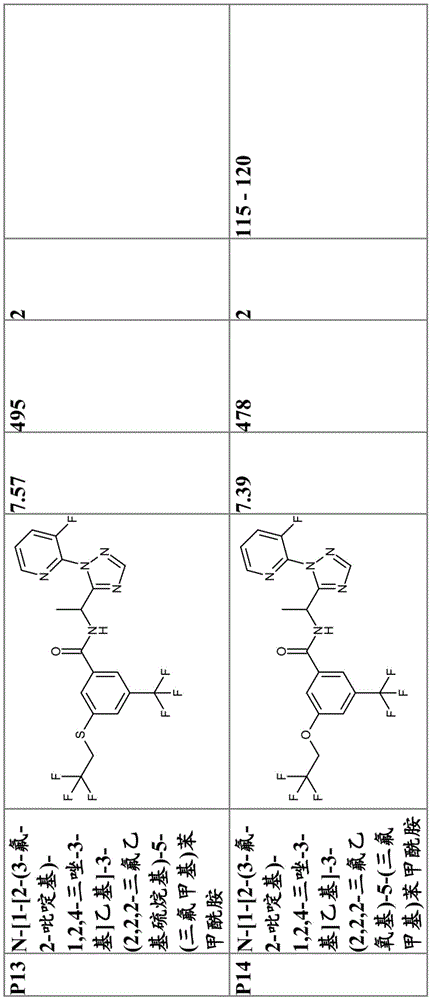 P13
N-[1-[2-(3-氟-
2-吡啶基)-
1,2,4-三唑-3-
基]乙基]-3-
(2,2,2-三氟乙
基硫烷基)-5-
(三氟甲基)苯
甲酰胺
F
N
N
N
N
N
H
O
S
F
F
F
F
F
F
7.57
495
2
P14
N-[1-[2-(3-氟-
2-吡啶基)-
1,2,4-三唑-3-
基]乙基]-3-
(2,2,2-三氟乙
氧基)-5-(三氟
甲基)苯甲酰胺
F
N
N
N
N
N
H
O
O
F
F
F
F
F
F
7.39
478
2
115 - 120